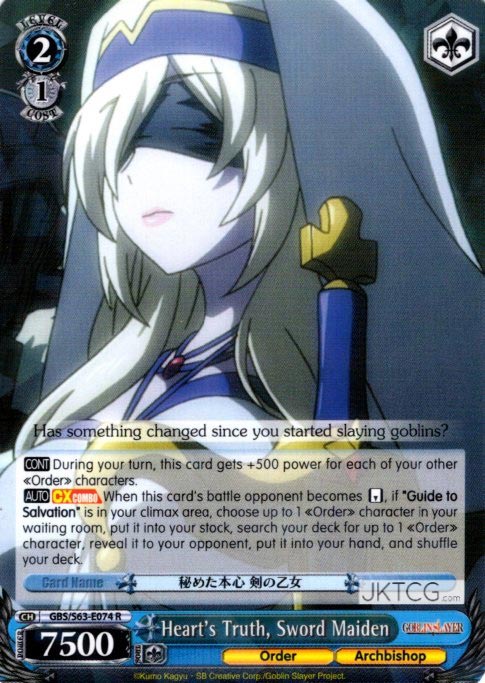 LEVEL
2
1
COST
Has something changed since you started slaying goblins?
CONT During your turn, this card gets +500 power for each of your other
«Order» characters.
AUTO CX COMBO When this card's battle opponent becomes , if "Guide to
Salvation" is in your climax area, choose up to 1 «Order» character in your
waiting room, put it into your stock, search your deck for up to 1 «Order»
character, reveal it to your opponent, put it into your hand, and shuffle
your deck.
Card Name 秘めた本心 剣の乙女
JKTCG.com
CH GBS/S63-E074 R
Heart's Truth, Sword Maiden GOBLIN SLAYER
POWER 7500 SOUL
Order Archbishop
©Kumo Kagyu - SB Creative Corp./Goblin Slayer Project.